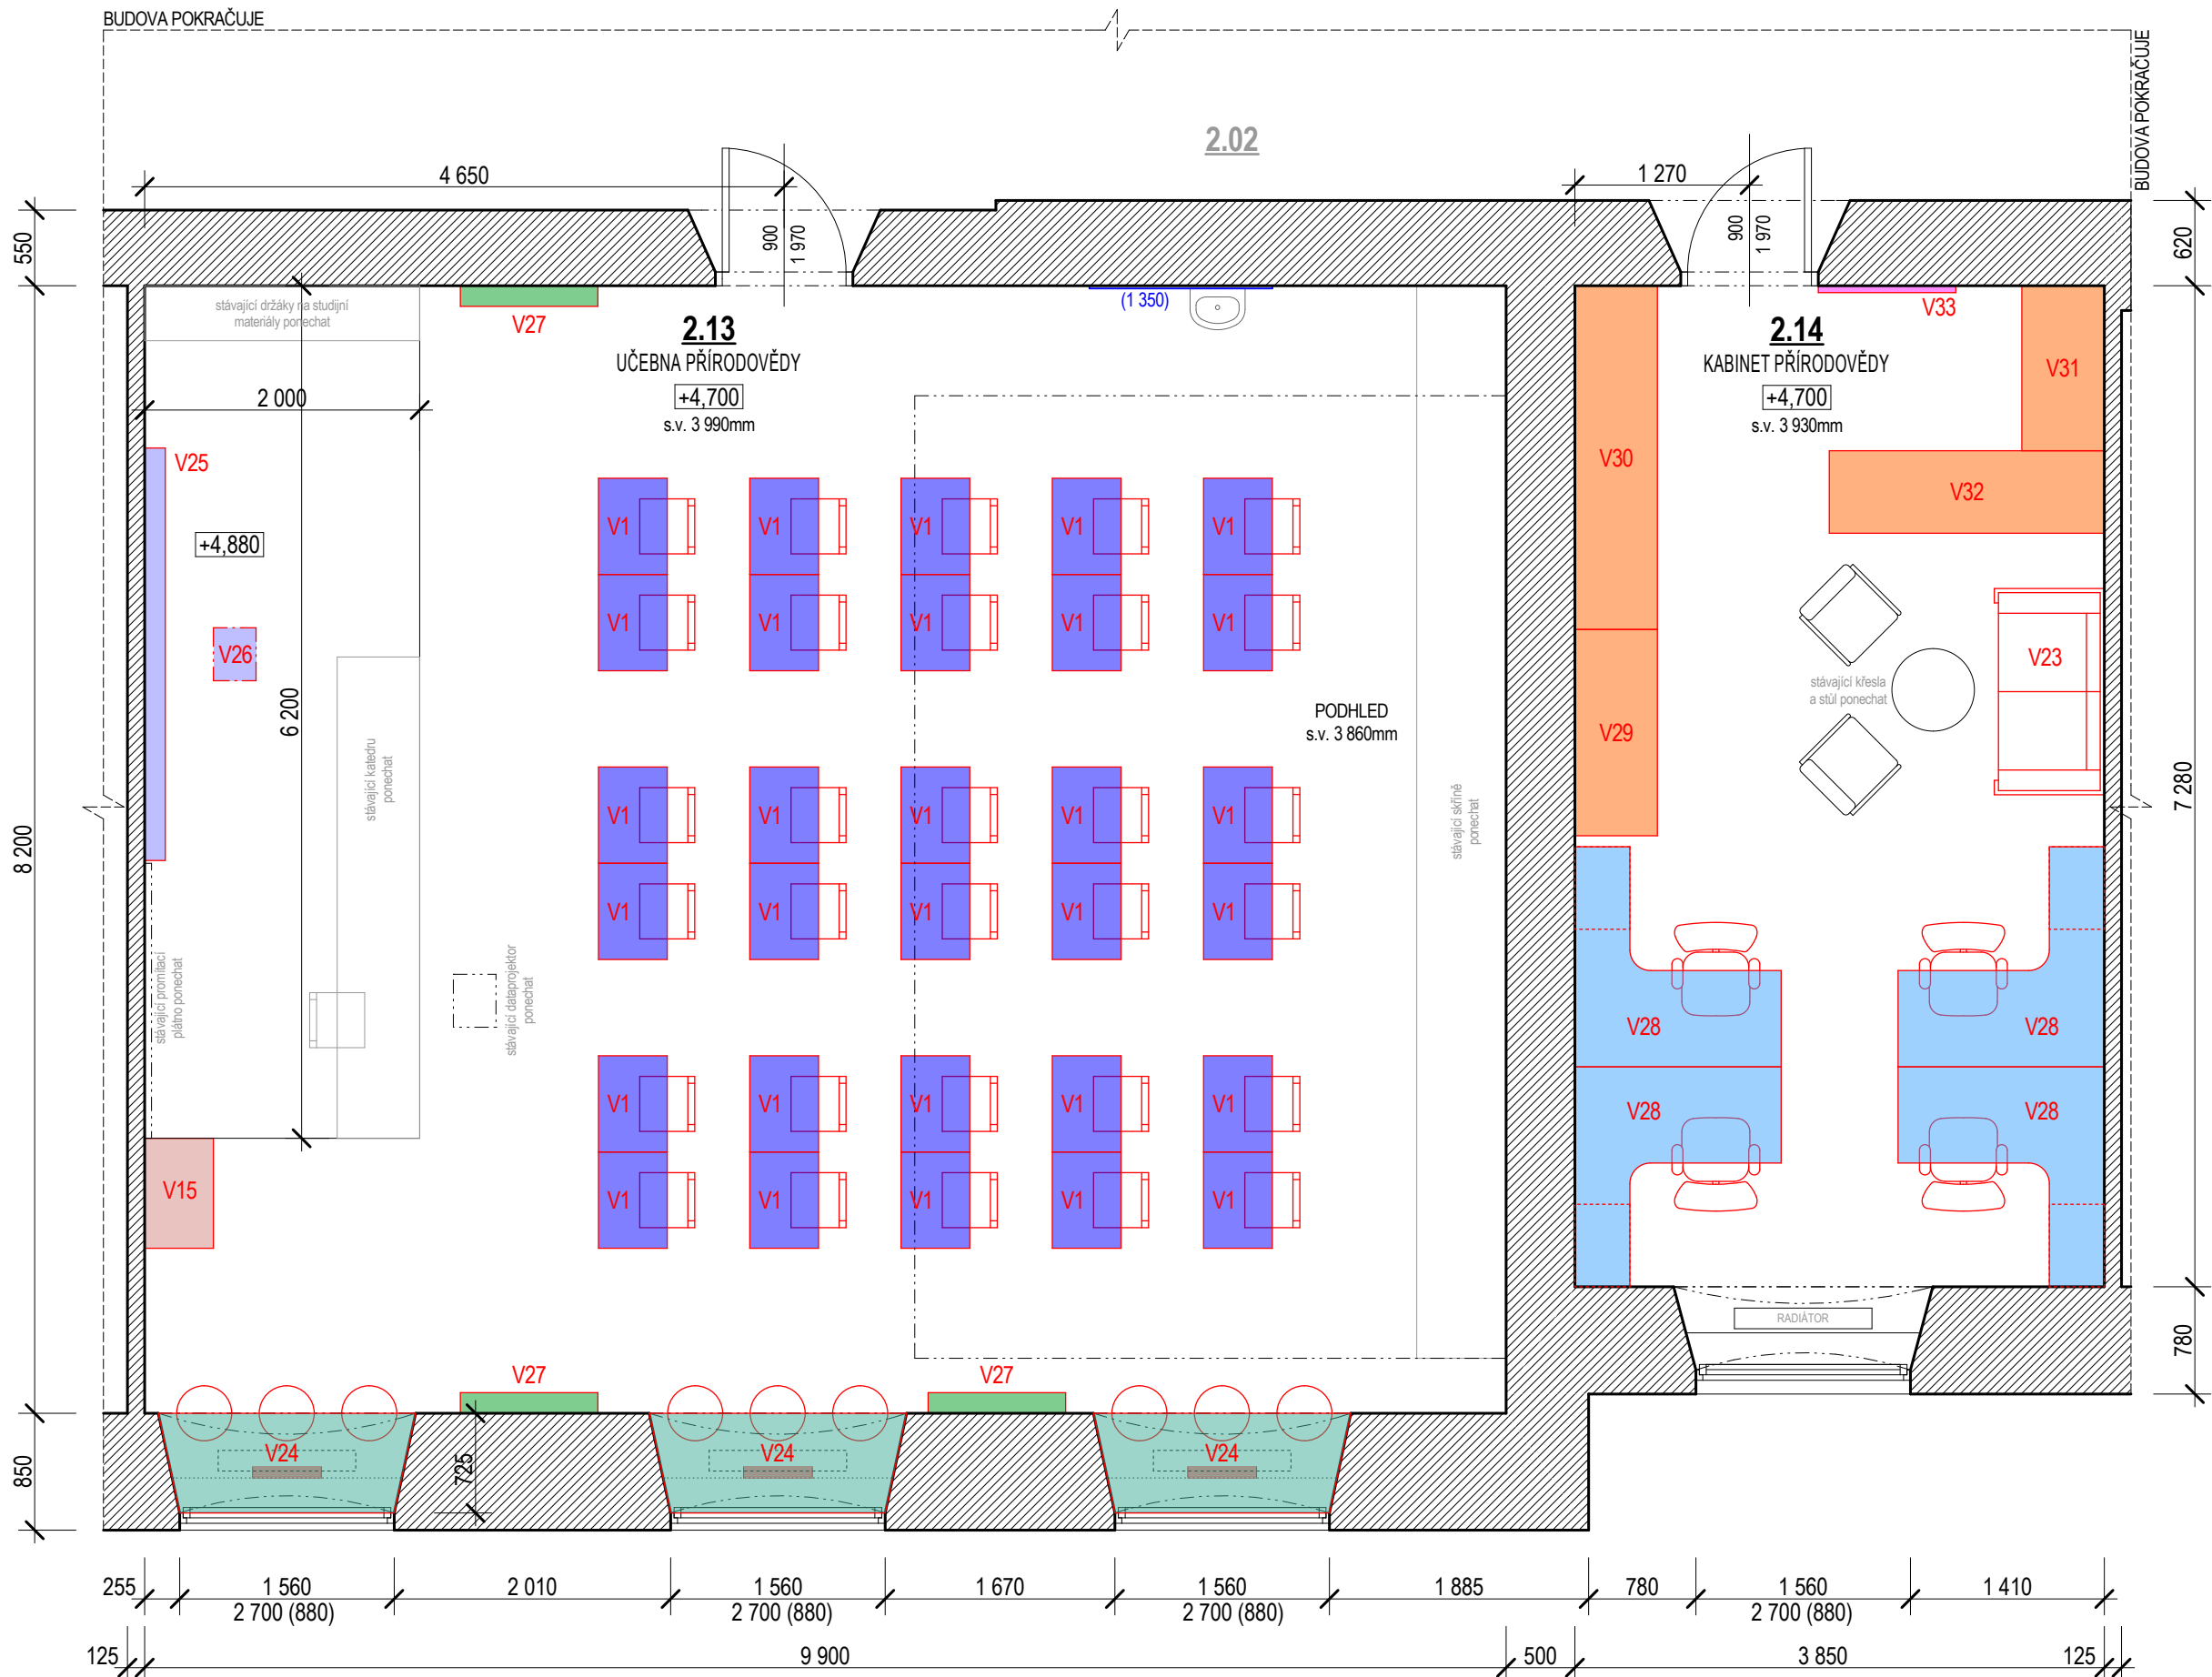 BUDOVA POKRAČUJE
BUDOVA POKRAČUJE
2.02
4 650
1 270
900
1 970
900
1 970
550
620
stávající držáky na studijní
materiály ponechat
V27
(1 350)
V33
2.13
UČEBNA PŘÍRODOVĚDY
+4,700
s.v. 3 990mm
2.14
KABINET PŘÍRODOVĚDY
+4,700
s.v. 3 930mm
V31
2 000
V25
V30
V32
+4,880
V1 V1 V1 V1 V1
V1 V1 V1 V1 V1
V26
6 200
V23
stávající křesla
a stůl ponechat
PODHLED
s.v. 3 860mm
V29
stávající katedru
ponechat
stávající skříně
ponechat
8 200
7 280
V1 V1 V1 V1 V1
V1 V1 V1 V1 V1
stávající promítací
plátno ponechat
stávající dataprojektor
ponechat
V28 V28
V28 V28
V1 V1 V1 V1 V1
V1 V1 V1 V1 V1
V15
RADIÁTOR
780
V27 V27
V24 V24 V24
725
850
255 1 560 2 010 1 560 1 670 1 560 1 885 780 1 560 1 410
2 700 (880) 2 700 (880) 2 700 (880) 2 700 (880)
125 9 900 500 3 850 125